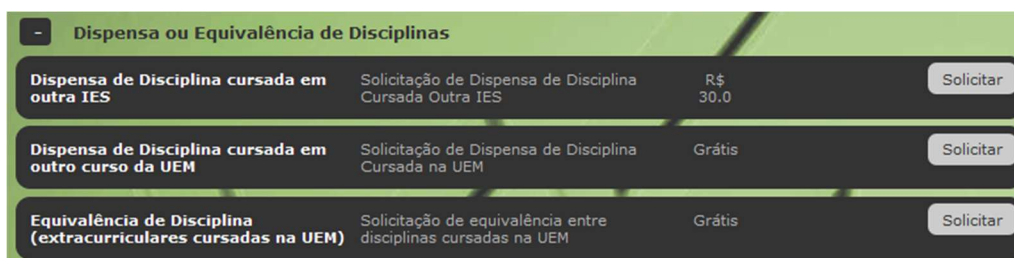 - Dispensa ou Equivalência de Disciplinas
Dispensa de Disciplina cursada em outra IES
Solicitação de Dispensa de Disciplina Cursada Outra IES
R$ 30.0
Solicitar
Dispensa de Disciplina cursada em outro curso da UEM
Solicitação de Dispensa de Disciplina Cursada na UEM
Grátis
Solicitar
Equivalência de Disciplina (extracurriculares cursadas na UEM)
Solicitação de equivalência entre disciplinas cursadas na UEM
Grátis
Solicitar